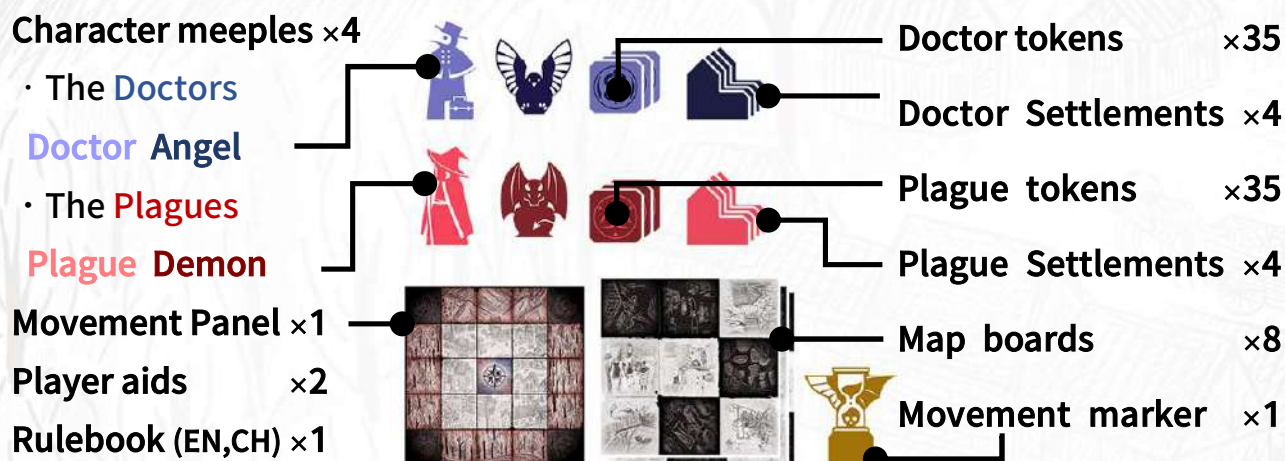 Character meeples ×4
· The Doctors
Doctor Angel
· The Plagues
Plague Demon
Movement Panel ×1
Player aids ×2
Rulebook (EN,CH) ×1
Doctor tokens ×35
Doctor Settlements ×4
Plague tokens ×35
Plague Settlements ×4
Map boards ×8
Movement marker ×1